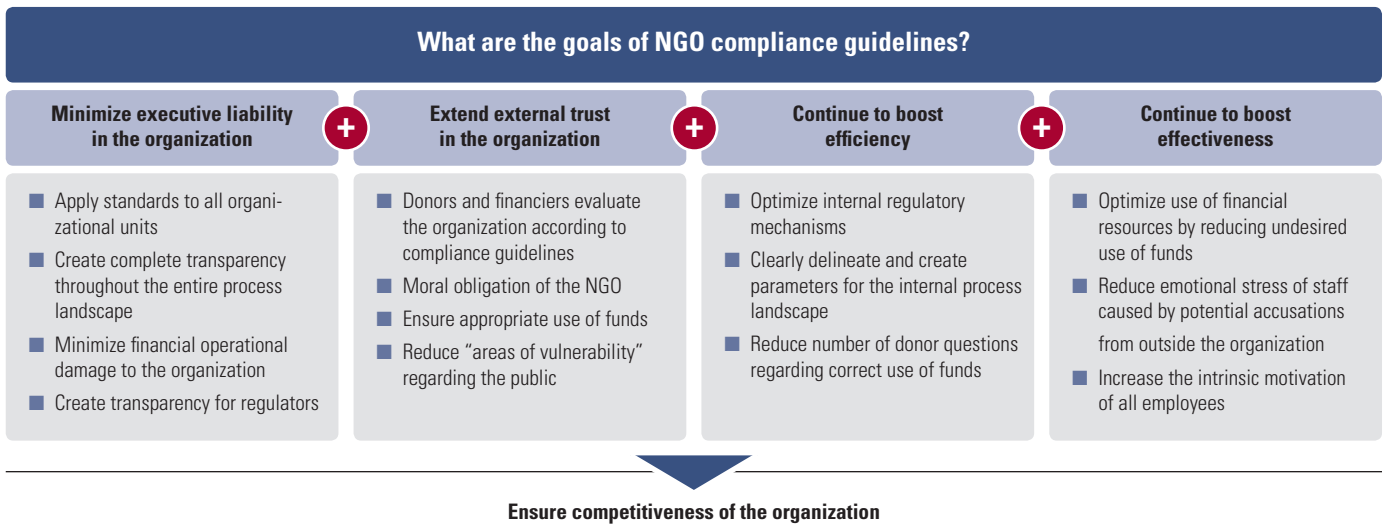 What are the goals of NGO compliance guidelines?
Minimize executive liability
in the organization
+
Extend external trust
in the organization
+
Continue to boost
efficiency
+
Continue to boost
effectiveness
Apply standards to all organi-
zational units
Create complete transparency
throughout the entire process
landscape
Minimize financial operational
damage to the organization
Create transparency for regulators
Donors and financiers evaluate
the organization according to
compliance guidelines
Moral obligation of the NGO
Ensure appropriate use of funds
Reduce “areas of vulnerability”
regarding the public
Optimize internal regulatory
mechanisms
Clearly delineate and create
parameters for the internal process
landscape
Reduce number of donor questions
regarding correct use of funds
Optimize use of financial
resources by reducing undesired
use of funds
Reduce emotional stress of staff
caused by potential accusations
from outside the organization
Increase the intrinsic motivation
of all employees
Ensure competitiveness of the organization